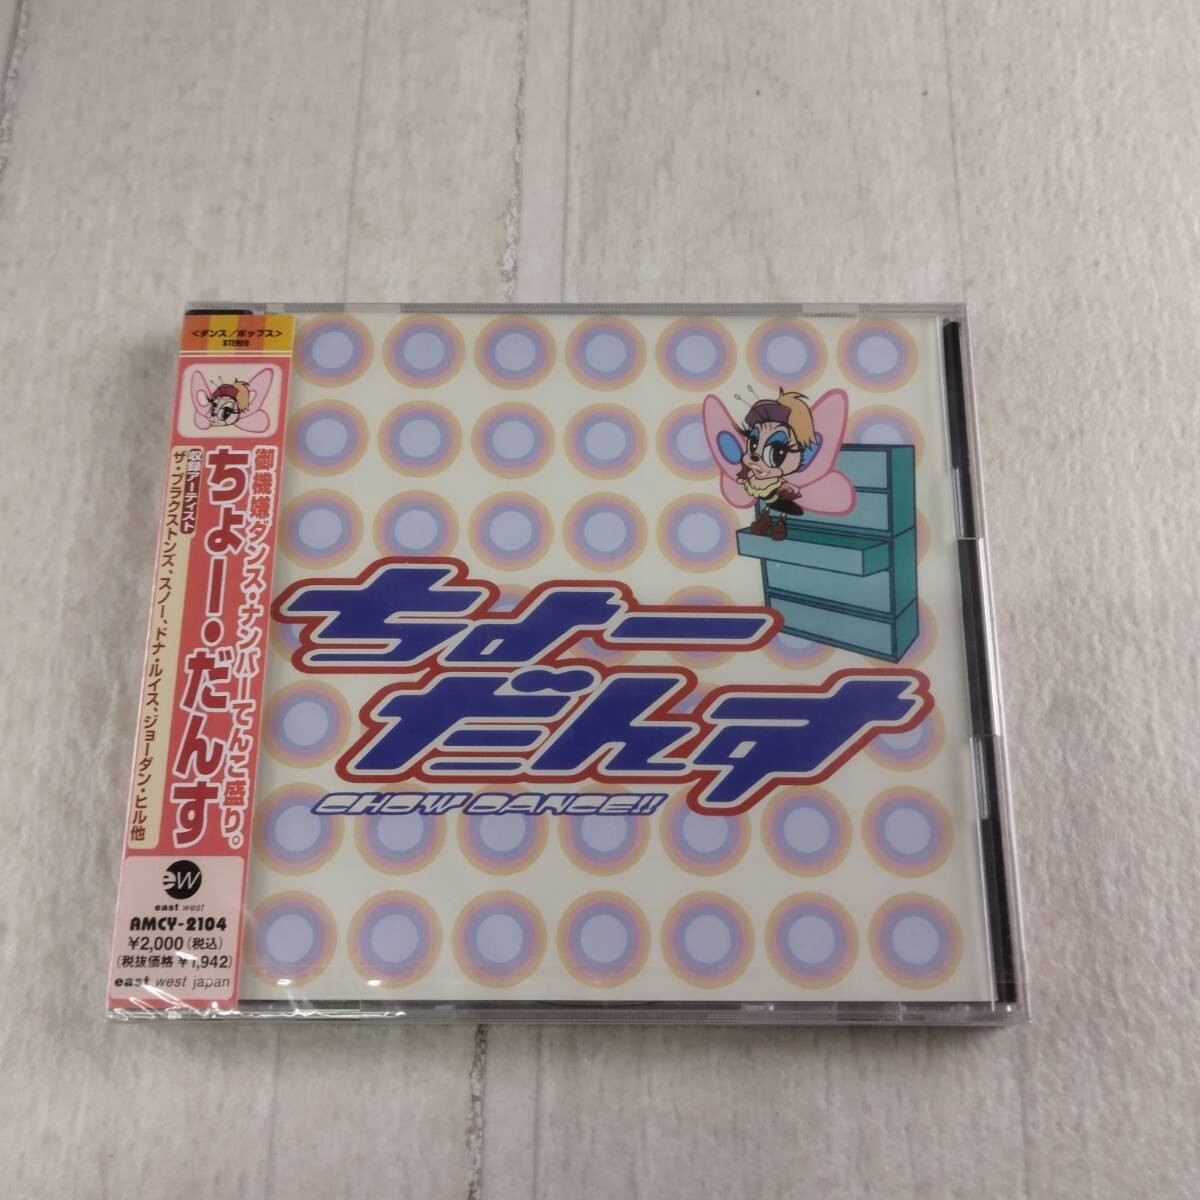 <ダンス/ポップス>
STEREO
御機嫌ダンス・ナンバーてんこ盛り。
ちょー・だんす
収録アーティスト
ザ・ブラクストンズ、スノー、ドナ・ルイス、ジョーダン・ヒル他
ew
east west
AMCY-2104
¥2,000(税込)
(税抜価格 ¥1,942)
east west japan
ちょー
だんす
CHOW DANCE!!